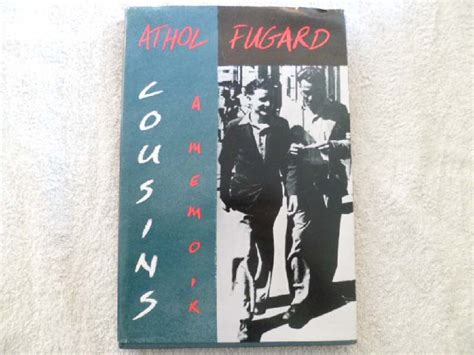 ATHOL FUGARD
COUSINS
A MEMOIR